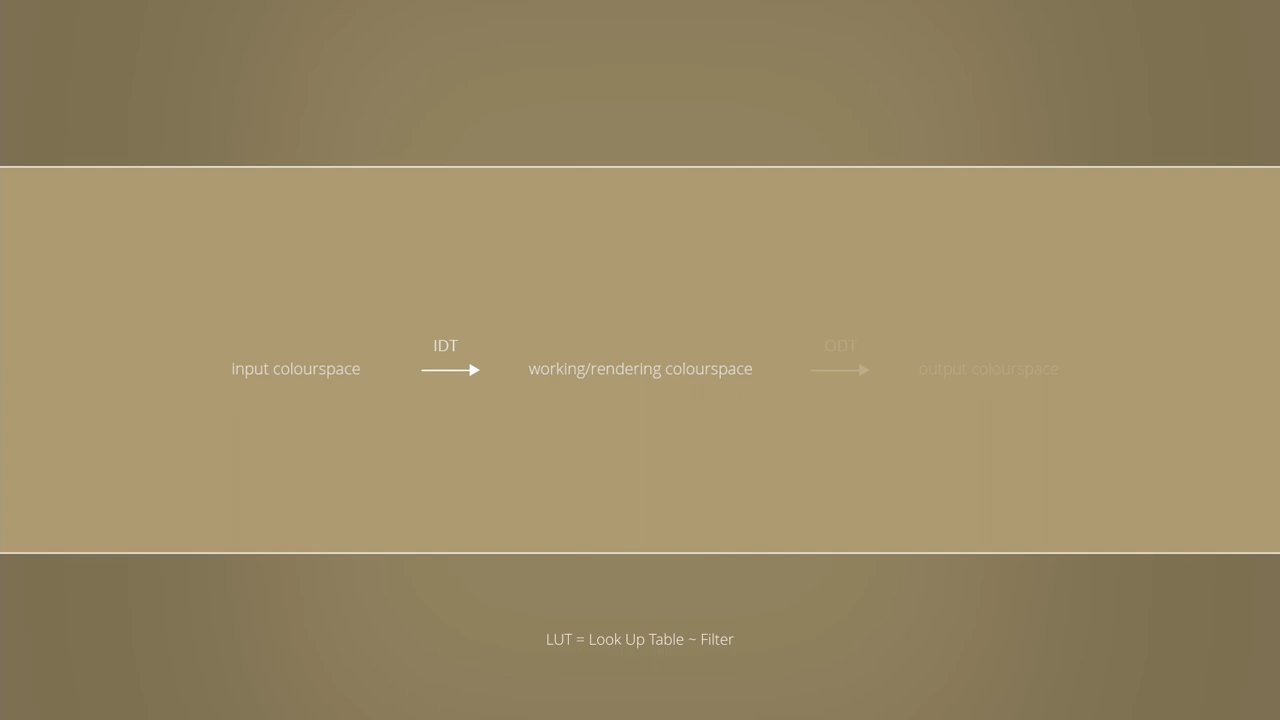 IDT
ODT
input colourspace
working/rendering colourspace
output colourspace
LUT = Look Up Table ~ Filter